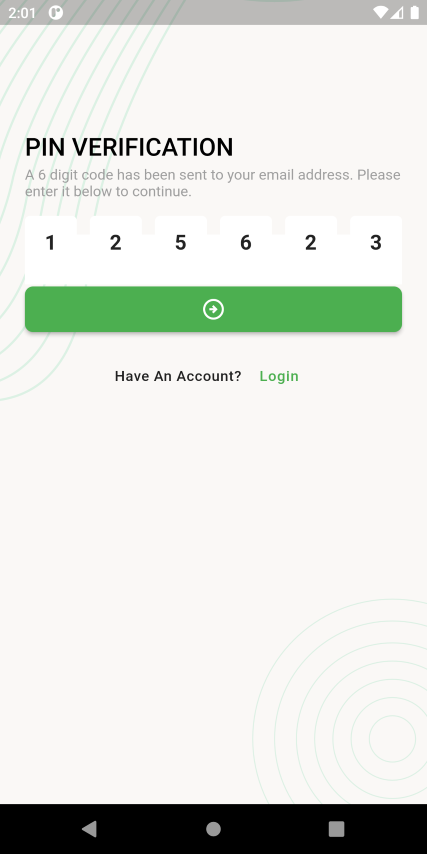 2:01
PIN VERIFICATION
A 6 digit code has been sent to your email address. Please
enter it below to continue.
1 2 5 6 2 3
Have An Account? Login